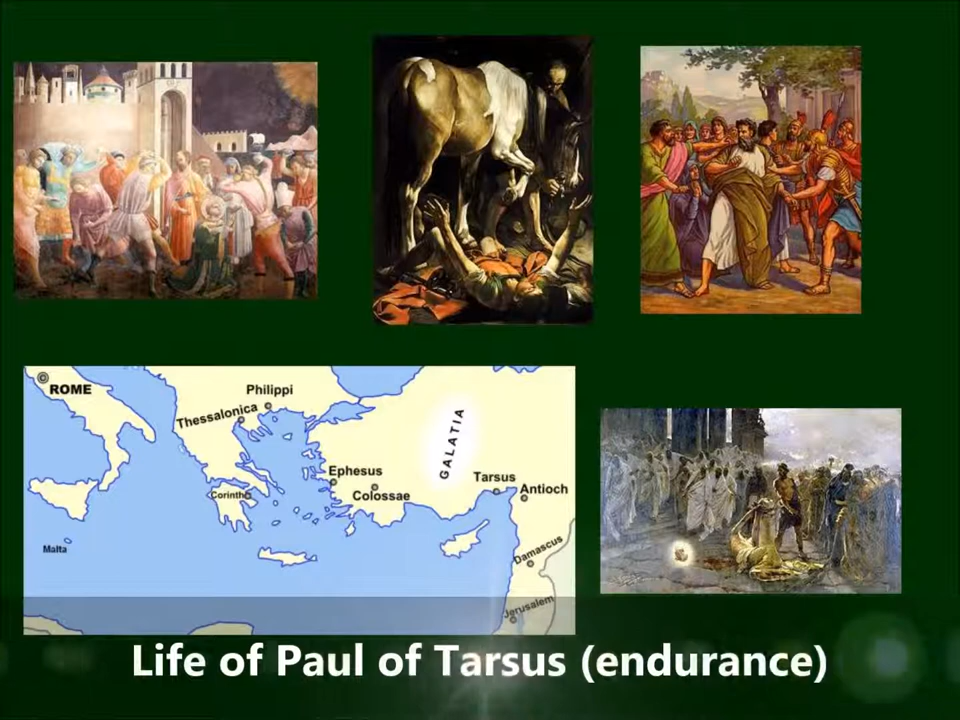 ROME
Philippi
Thessalonica
GALATIA
Ephesus
Tarsus
Corinth
Colossae
Antioch
Malta
Damascus
Jerusalem
Life of Paul of Tarsus (endurance)